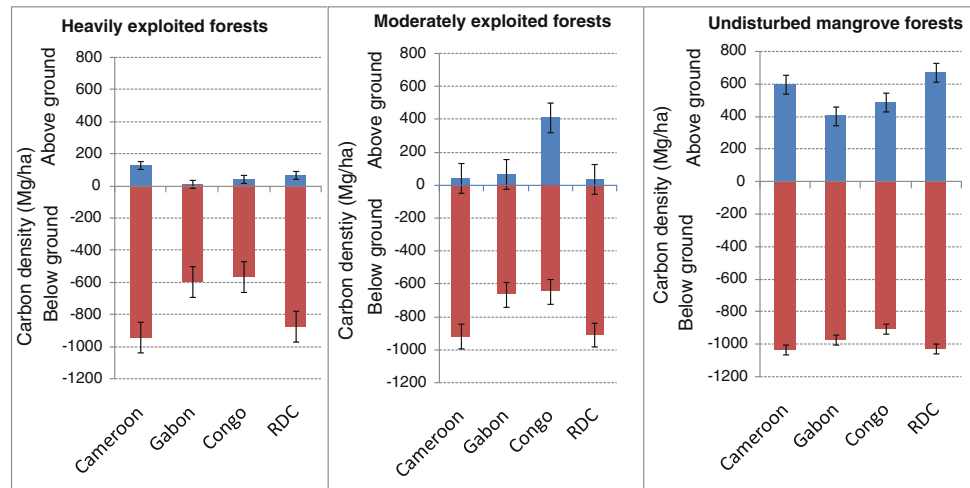 Heavily exploited forests
Carbon density (Mg/ha)
Below ground Above ground
800
600
400
200
0
-200
-400
-600
-800
-1000
-1200
Cameroon
Gabon
Congo
RDC
Moderately exploited forests
Carbon denstiy (Mg/ha)
Below ground Above ground
800
600
400
200
0
-200
-400
-600
-800
-1000
-1200
Cameroon
Gabon
Congo
RDC
Undisturbed mangrove forests
Carbon density (Mg/ha)
Below ground Above ground
800
600
400
200
0
-200
-400
-600
-800
-1000
-1200
Cameroon
Gabon
Congo
RDC